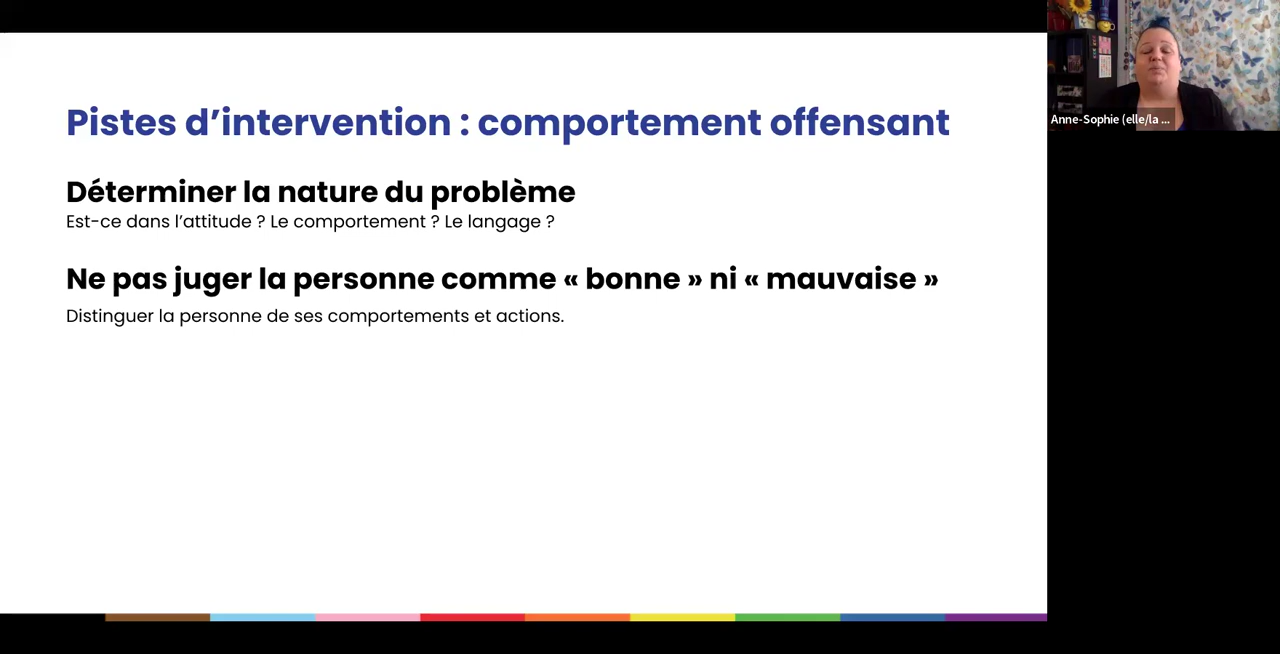 Pistes d’intervention : comportement offensant
Déterminer la nature du problème
Est-ce dans l’attitude ? Le comportement ? Le langage ?
Ne pas juger la personne comme « bonne » ni « mauvaise »
Distinguer la personne de ses comportements et actions.
Anne-Sophie (elle/la ...